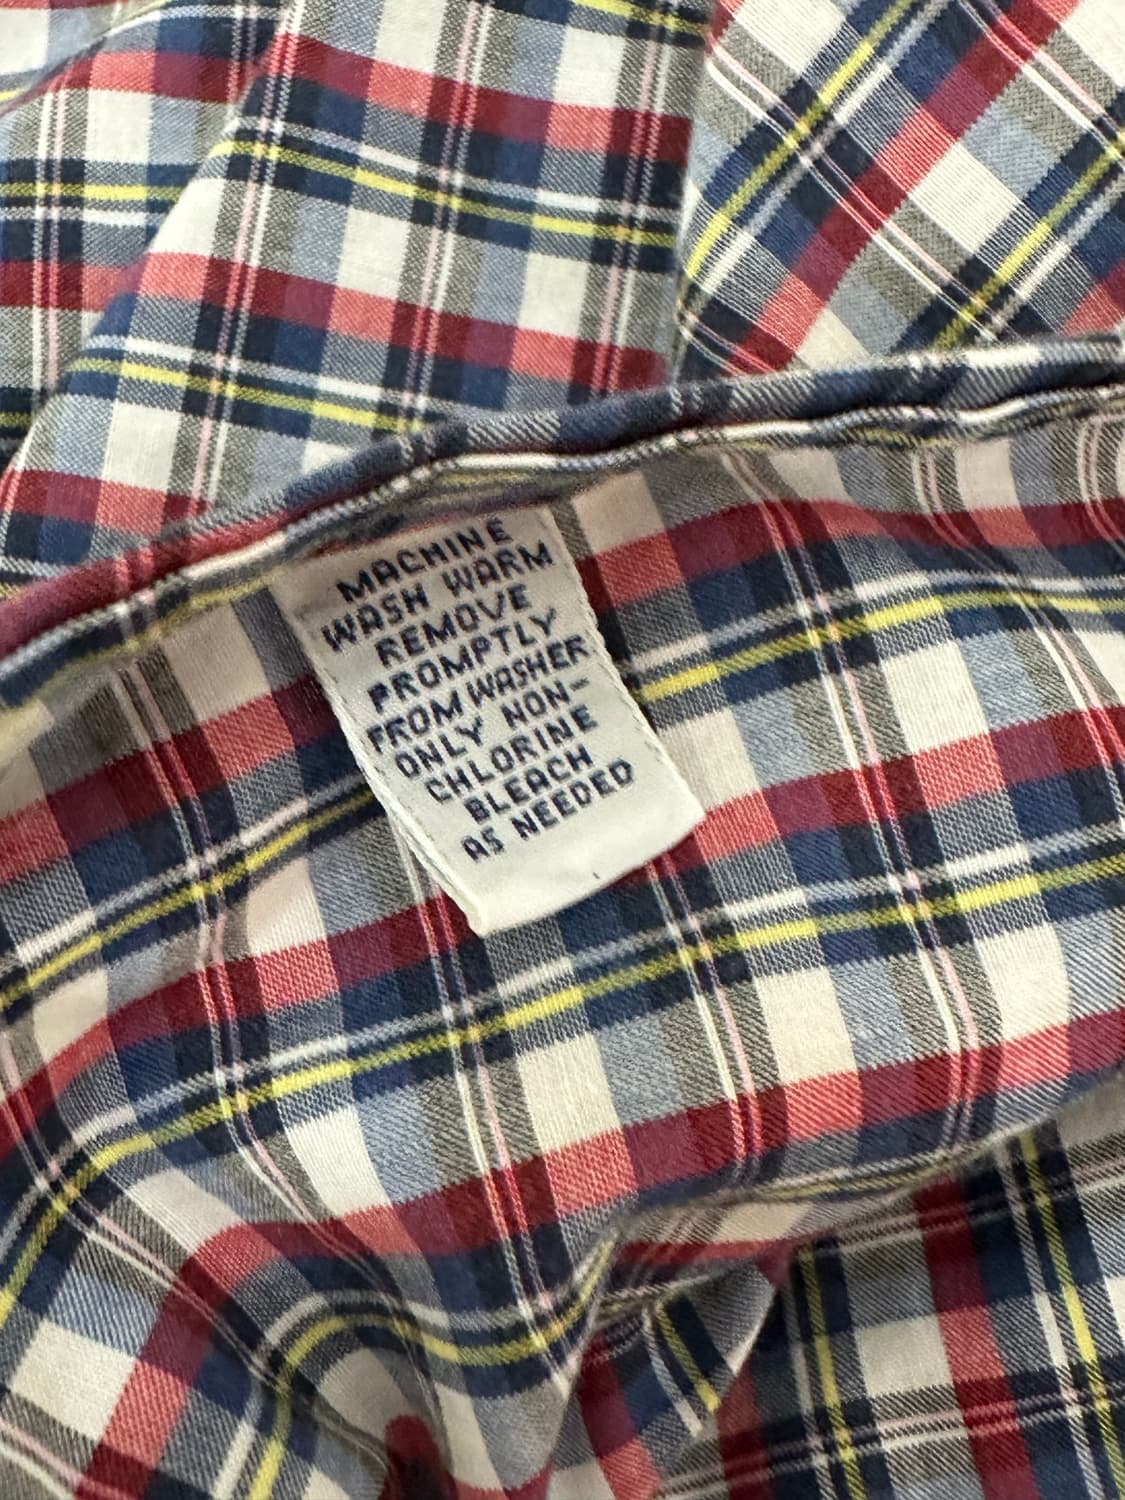 MACHINE
WASH WARM
REMOVE
PROMPTLY
FROM WASHER
ONLY NON-
CHLORINE
BLEACH
AS NEEDED